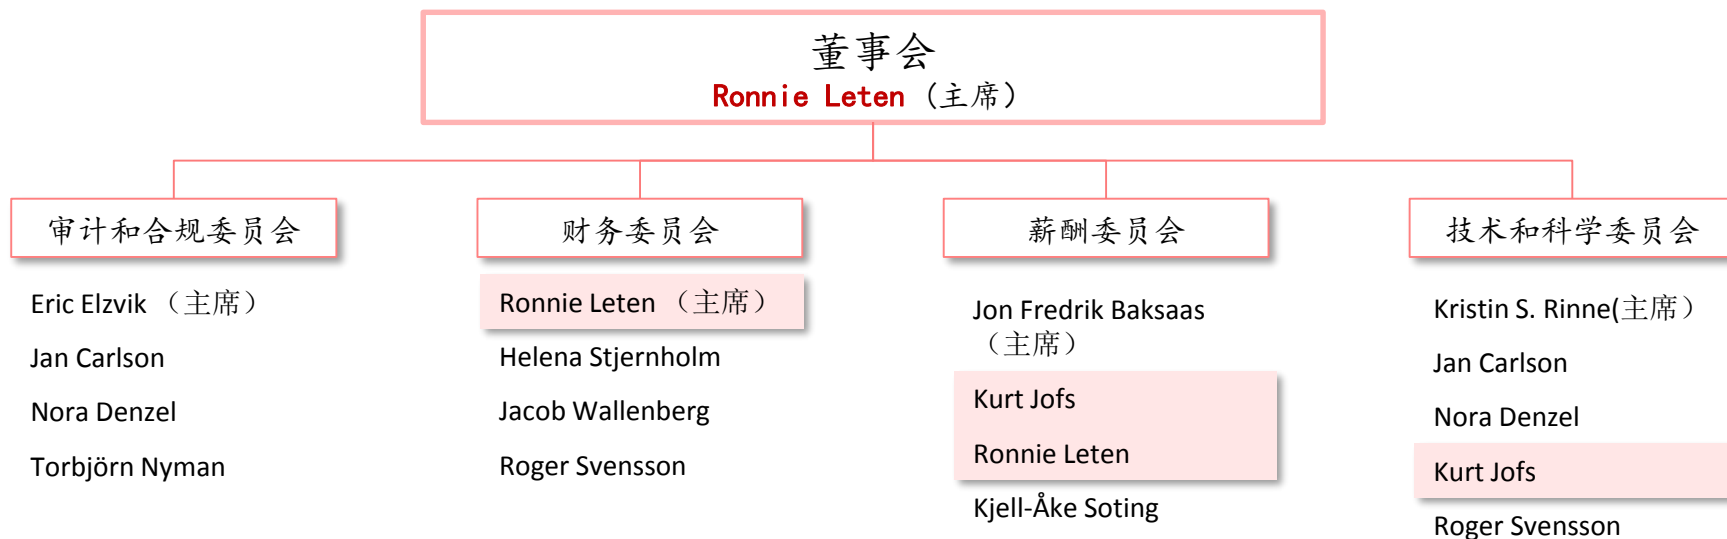 董事会
Ronnie Leten (主席)
审计和合规委员会
Eric Elzvik （主席）
Jan Carlson
Nora Denzel
Torbjörn Nyman
财务委员会
Ronnie Leten （主席）
Helena Stjernholm
Jacob Wallenberg
Roger Svensson
薪酬委员会
Jon Fredrik Baksaas
（主席）
Kurt Jofs
Ronnie Leten
Kjell-Åke Soting
技术和科学委员会
Kristin S. Rinne(主席）
Jan Carlson
Nora Denzel
Kurt Jofs
Roger Svensson